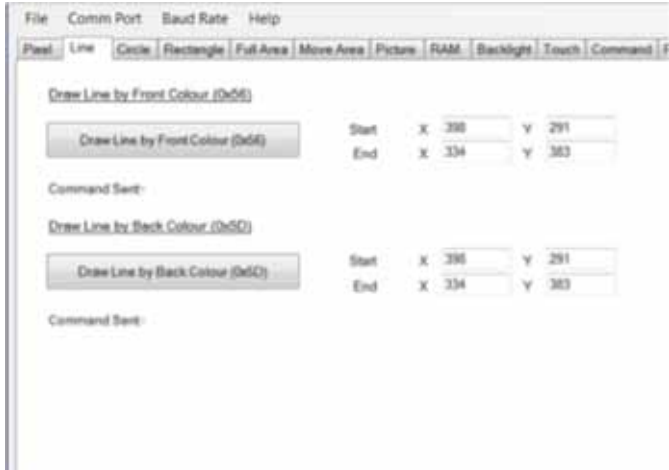 File Comm Port Baud Rate Help
Pixel Line Circle Rectangle Full Area Move Area Picture RAM Backlight Touch Command
Draw Line by Front Colour (0x56)
Draw Line by Front Colour (0x56) Start X 398 Y 291
End X 334 Y 383
Command Sent:-
Draw Line by Back Colour (0x5D)
Draw Line by Back Colour (0x5D) Start X 398 Y 291
End X 334 Y 383
Command Sent:-